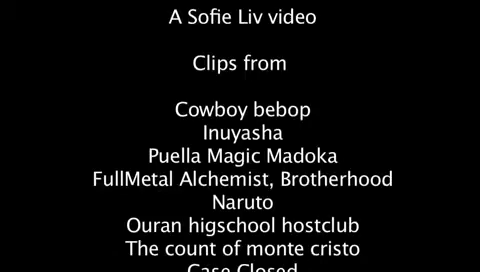 A Sofie Liv video
Clips from
Cowboy bebop
Inuyasha
Puella Magic Madoka
FullMetal Alchemist, Brotherhood
Naruto
Ouran higschool hostclub
The count of monte cristo
Case Closed